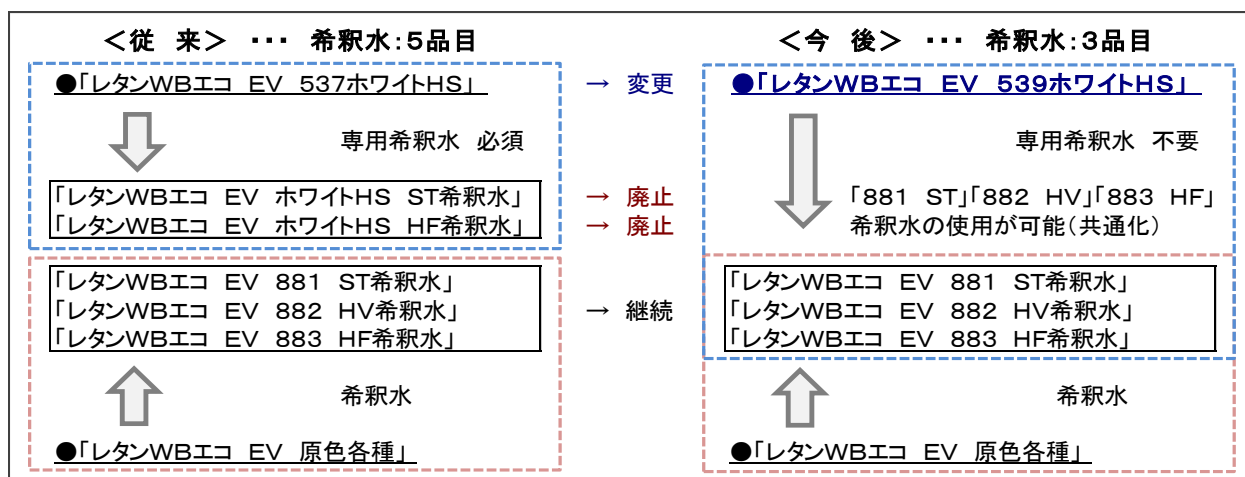 ＜従 来＞ ・・・ 希釈水：5品目
●「レタンWBエコ EV 537ホワイトHS」
専用希釈水 必須
「レタンWBエコ EV ホワイトHS ST希釈水」
「レタンWBエコ EV ホワイトHS HF希釈水」
「レタンWBエコ EV 881 ST希釈水」
「レタンWBエコ EV 882 HV希釈水」
「レタンWBエコ EV 883 HF希釈水」
希釈水
●「レタンWBエコ EV 原色各種」
→ 変更
→ 廃止
→ 廃止
→ 継続
＜今 後＞ ・・・ 希釈水：3品目
●「レタンWBエコ EV 539ホワイトHS」
専用希釈水 不要
「881 ST」「882 HV」「883 HF」
希釈水の使用が可能（共通化）
「レタンWBエコ EV 881 ST希釈水」
「レタンWBエコ EV 882 HV希釈水」
「レタンWBエコ EV 883 HF希釈水」
希釈水
●「レタンWBエコ EV 原色各種」